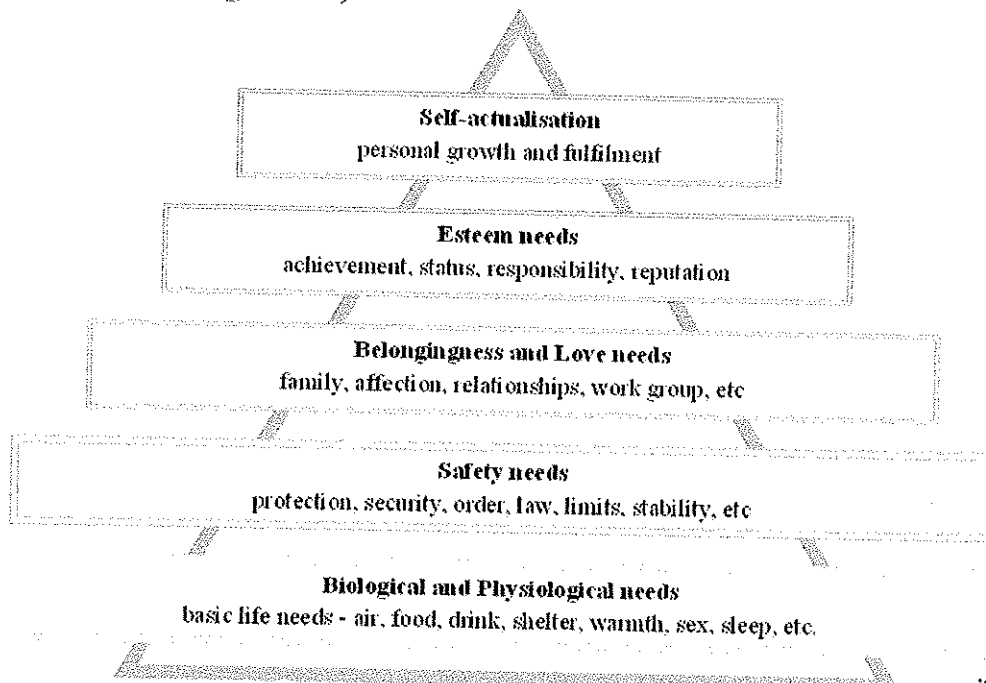 Self-actualisation
personal growth and fulfilment
Esteem needs
achievement, status, responsibility, reputation
Belongingness and Love needs
family, affection, relationships, work group, etc
Safety needs
protection, security, order, law, limits, stability, etc
Biological and Physiological needs
basic life needs - air, food, drink, shelter, warmth, sex, sleep, etc.